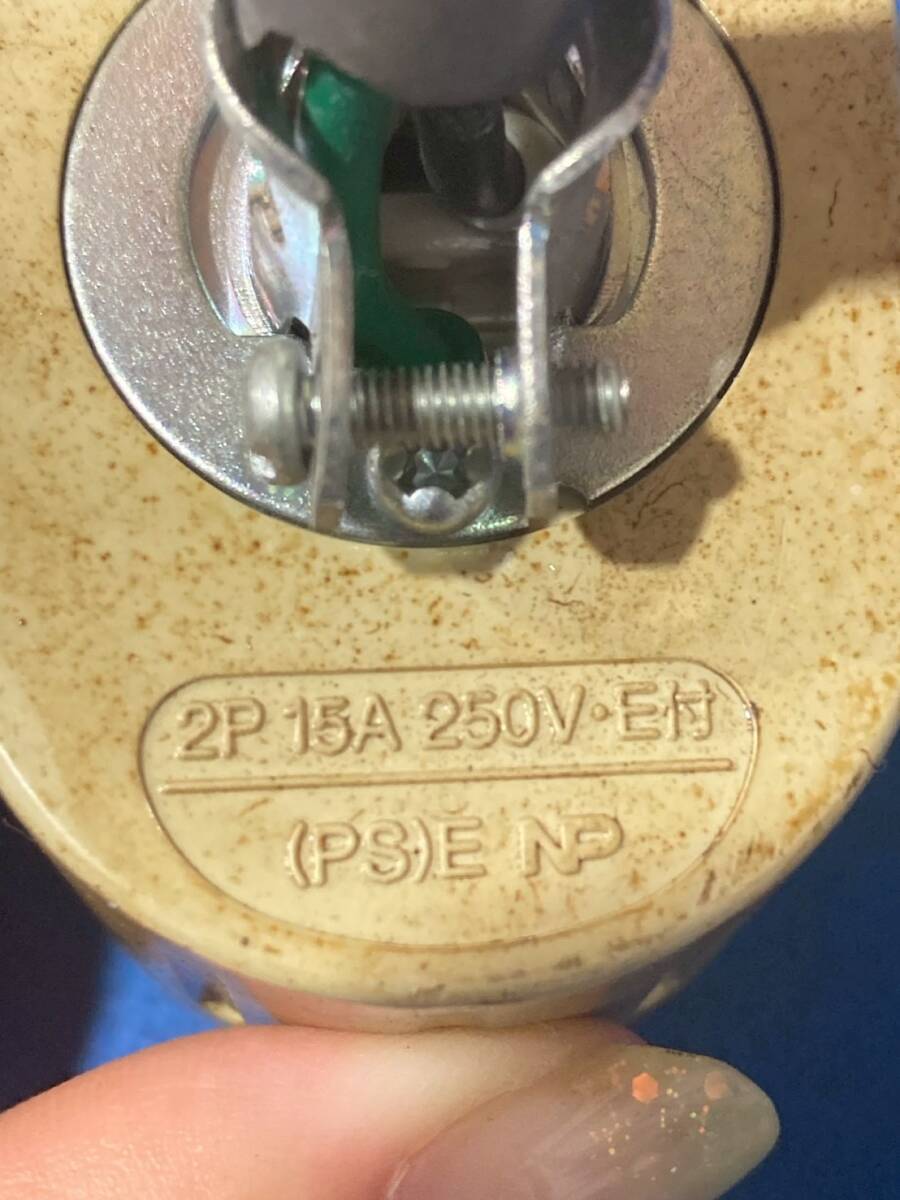 2P 15A 250V・E付
(PS)E NP